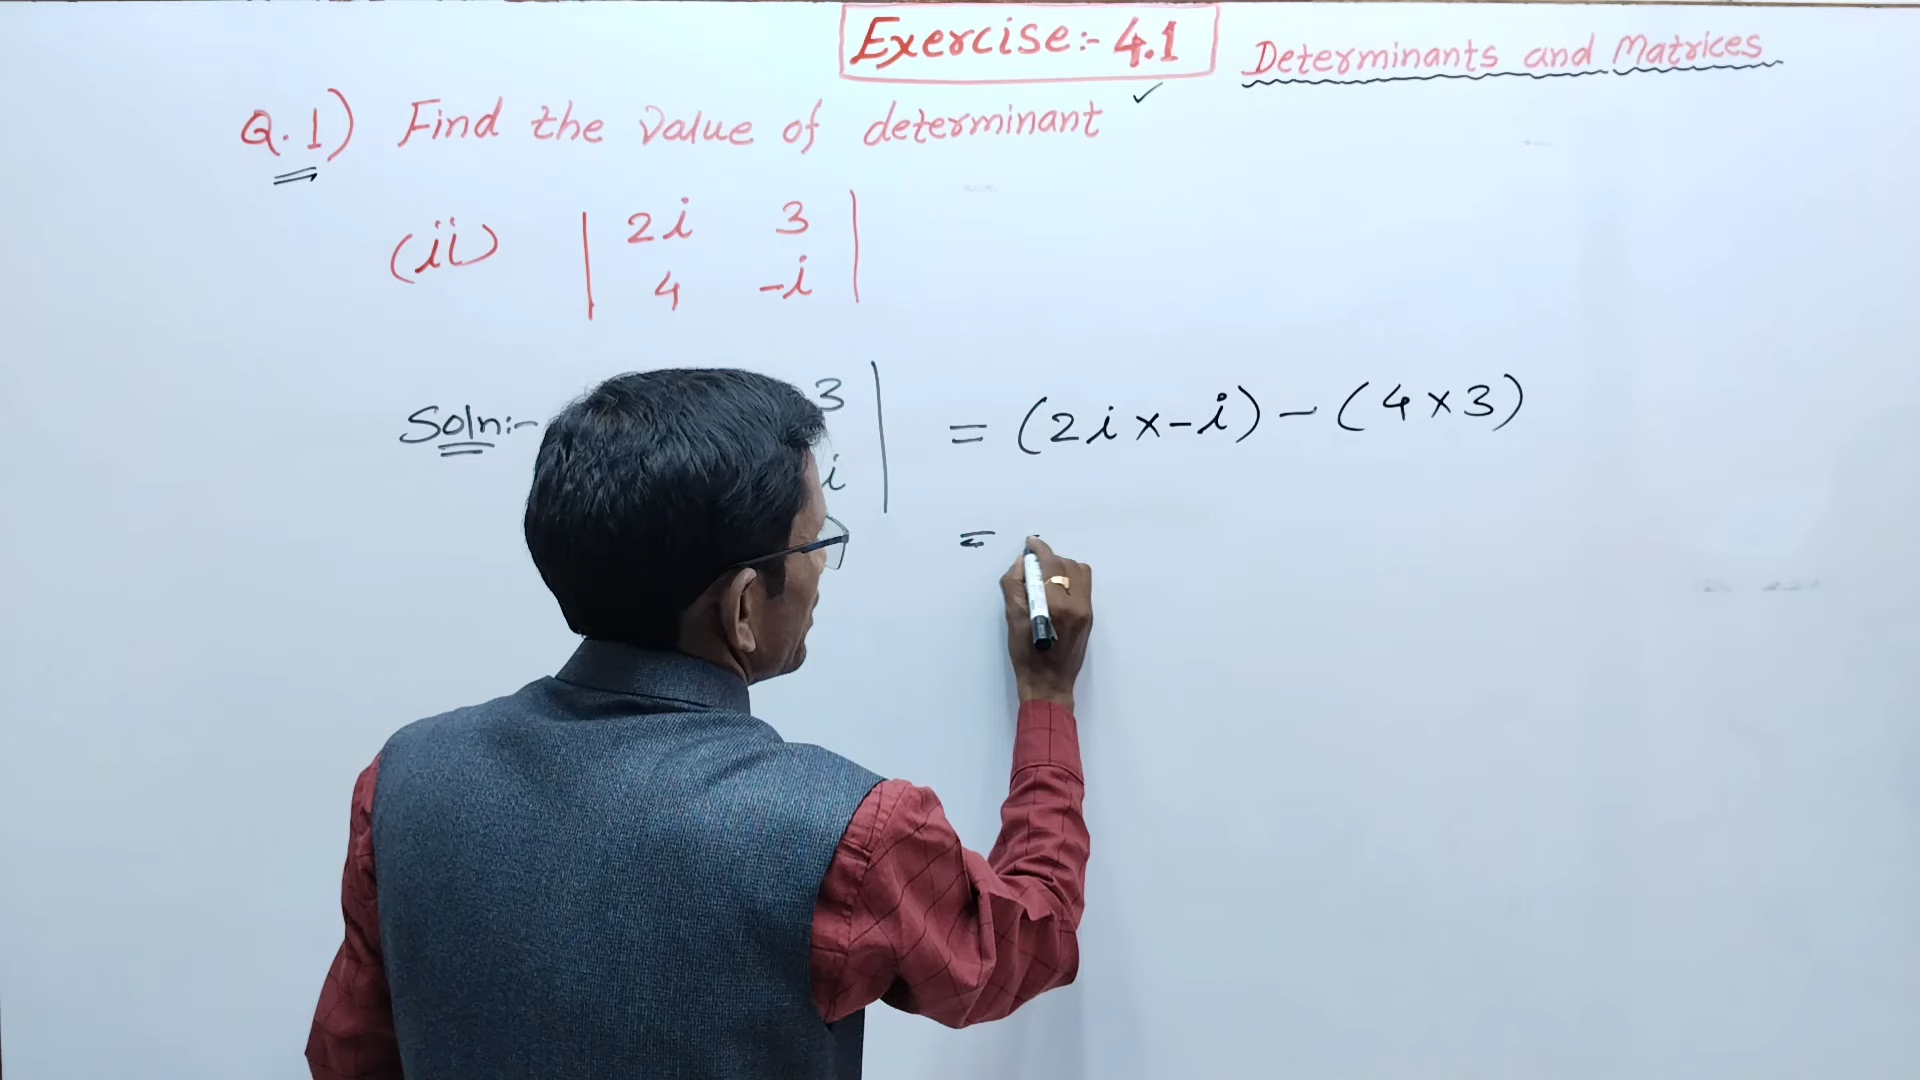 Exercise:- 4.1
Determinants and Matrices
Q.1) Find the value of determinant
(ii) | 2i 3 |
| 4 -i |
Soln:- 3 | = (2i x -i) - (4 x 3)
i |
=